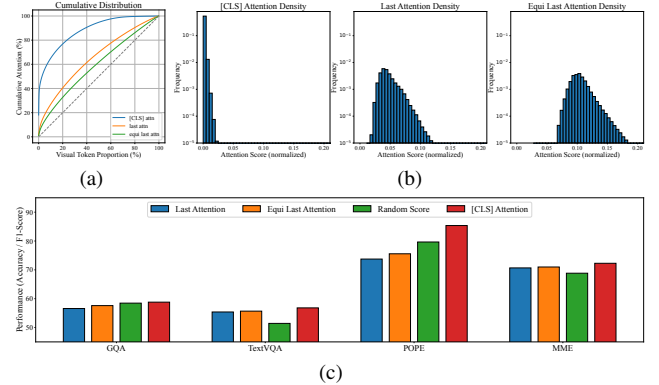 Cumulative Distribution
Cumulative Attention (%)
100
80
60
40
20
0
[CLS] attn
last attn
equi last attn
0 20 40 60 80 100
Visual Token Proportion (%)
(a)
[CLS] Attention Density
Frequency
10⁻¹
10⁻²
10⁻³
10⁻⁴
10⁻⁵
0.00 0.05 0.10 0.15 0.20
Attention Score (normalized)
Last Attention Density
Frequency
10⁻¹
10⁻²
10⁻³
10⁻⁴
10⁻⁵
0.00 0.05 0.10 0.15 0.20
Attention Score (normalized)
Equi Last Attention Density
Frequency
10⁻¹
10⁻²
10⁻³
10⁻⁴
10⁻⁵
0.00 0.05 0.10 0.15 0.20
Attention Score (normalized)
(b)
Performance (Accuracy / F1-Score)
90
80
70
60
50
Last Attention Equi Last Attention Random Score [CLS] Attention
GQA TextVQA POPE MME
(c)